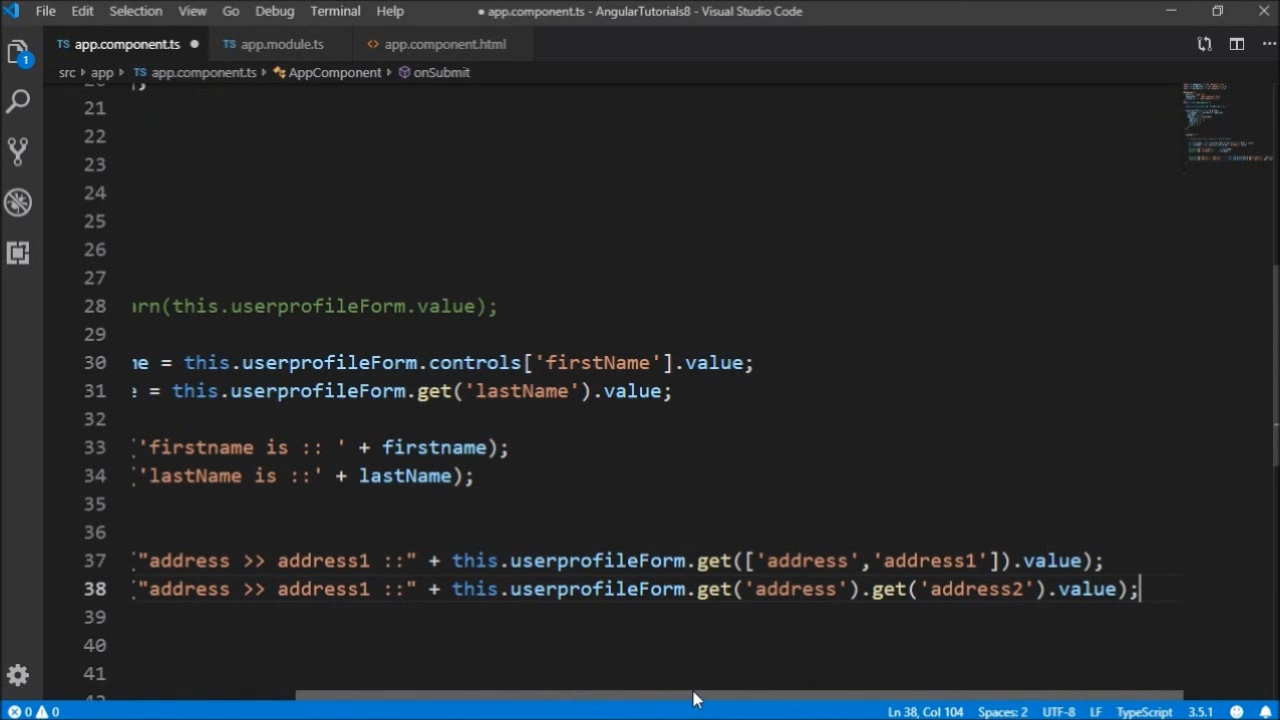 File Edit Selection View Go Debug Terminal Help ● app.component.ts - AngularTutorials8 - Visual Studio Code
TS app.component.ts ● TS app.module.ts <> app.component.html
src > app > TS app.component.ts > AppComponent > onSubmit
1
21
22
23
24
25
26
27
28 rn(this.userprofileForm.value);
29
30 e = this.userprofileForm.controls['firstName'].value;
31 = this.userprofileForm.get('lastName').value;
32
33 'firstname is :: ' + firstname);
34 'lastName is ::' + lastName);
35
36
37 "address >> address1 ::" + this.userprofileForm.get(['address','address1']).value);
38 "address >> address1 ::" + this.userprofileForm.get('address').get('address2').value);
39
40
41
0 0 Ln 38, Col 104 Spaces: 2 UTF-8 LF TypeScript 3.5.1